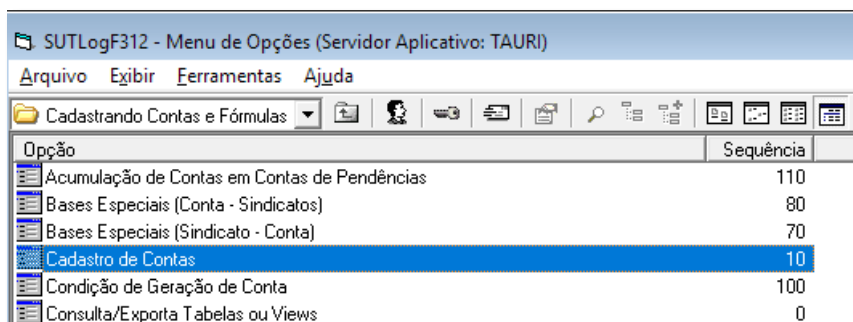 SUTLogF312 - Menu de Opções (Servidor Aplicativo: TAURI)
Arquivo Exibir Ferramentas Ajuda
Cadastrando Contas e Fórmulas
Opção Sequência
Acumulação de Contas em Contas de Pendências 110
Bases Especiais (Conta - Sindicatos) 80
Bases Especiais (Sindicato - Conta) 70
Cadastro de Contas 10
Condição de Geração de Conta 100
Consulta/Exporta Tabelas ou Views 0